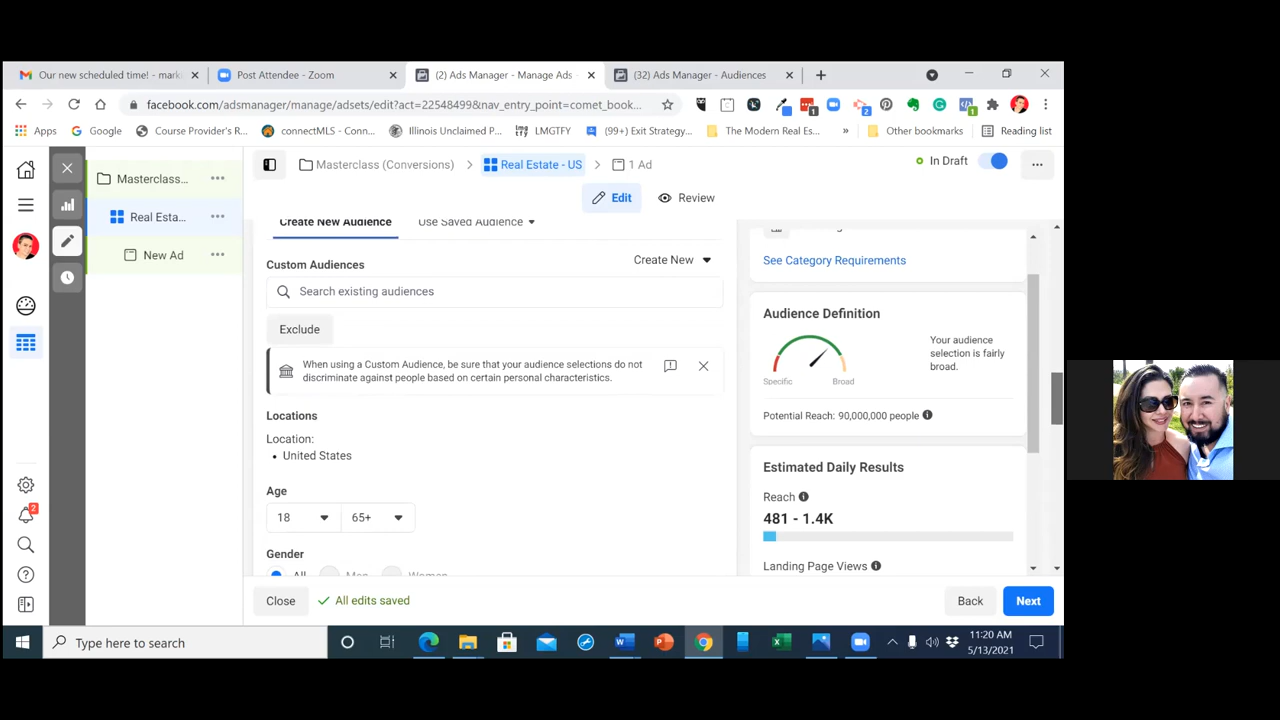 Our new scheduled time! - mark
Post Attendee - Zoom
(2) Ads Manager - Manage Ads -
(32) Ads Manager - Audiences
facebook.com/adsmanager/manage/adsets/edit?act=22548499&nav_entry_point=comet_book...
Apps
Google
Course Provider's R...
connectMLS - Conn...
Illinois Unclaimed P...
LMGTFY
(99+) Exit Strategy...
The Modern Real Es...
»
Other bookmarks
Reading list
Masterclass (Conversions)
Real Estate - US
1 Ad
In Draft
Masterclass...
Edit
Review
Real Esta...
New Ad
Create New Audience
Use Saved Audience
Custom Audiences
Create New
Search existing audiences
Exclude
When using a Custom Audience, be sure that your audience selections do not
discriminate against people based on certain personal characteristics.
Locations
Location:
• United States
Age
18
65+
Gender
All
Men
Women
See Category Requirements
Audience Definition
Your audience
selection is fairly
broad.
Specific
Broad
Potential Reach: 90,000,000 people
Estimated Daily Results
Reach
481 - 1.4K
Landing Page Views
Close
All edits saved
Back
Next
Type here to search
11:20 AM
5/13/2021